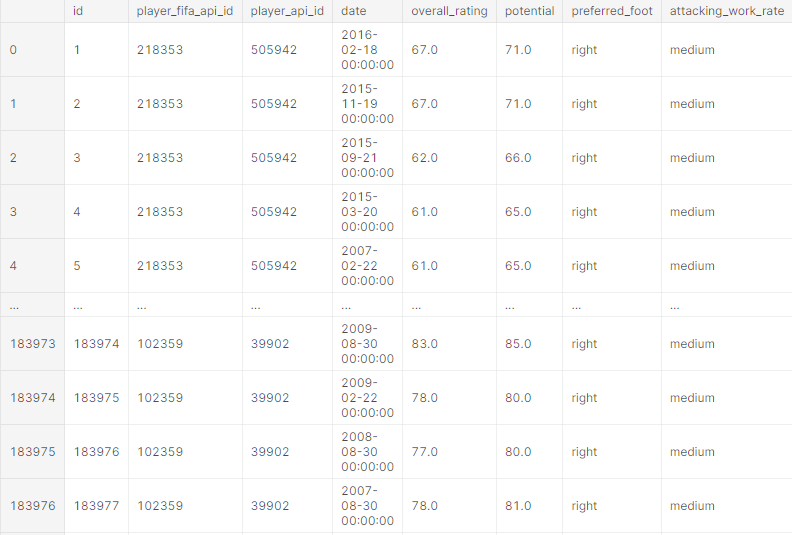 id player_fifa_api_id player_api_id date overall_rating potential preferred_foot attacking_work_rate
0 1 218353 505942 2016-02-18 00:00:00 67.0 71.0 right medium
1 2 218353 505942 2015-11-19 00:00:00 67.0 71.0 right medium
2 3 218353 505942 2015-09-21 00:00:00 62.0 66.0 right medium
3 4 218353 505942 2015-03-20 00:00:00 61.0 65.0 right medium
4 5 218353 505942 2007-02-22 00:00:00 61.0 65.0 right medium
... ... ... ... ... ... ... ... ...
183973 183974 102359 39902 2009-08-30 00:00:00 83.0 85.0 right medium
183974 183975 102359 39902 2009-02-22 00:00:00 78.0 80.0 right medium
183975 183976 102359 39902 2008-08-30 00:00:00 77.0 80.0 right medium
183976 183977 102359 39902 2007-08-30 00:00:00 78.0 81.0 right medium